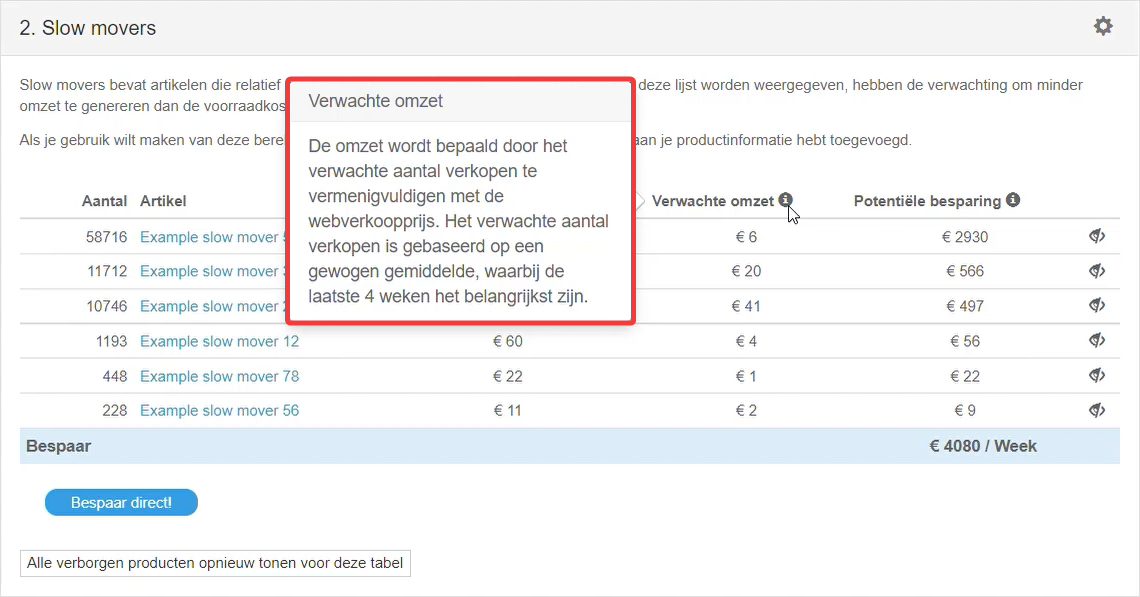 2. Slow movers
Slow movers bevat artikelen die relatief
deze lijst worden weergegeven, hebben de verwachting om minder
omzet te genereren dan de voorraadkos
Als je gebruik wilt maken van deze bere
aan je productinformatie hebt toegevoegd.
Verwachte omzet
De omzet wordt bepaald door het
verwachte aantal verkopen te
vermenigvuldigen met de
webverkoopprijs. Het verwachte aantal
verkopen is gebaseerd op een
gewogen gemiddelde, waarbij de
laatste 4 weken het belangrijkst zijn.
Aantal Artikel Verwachte omzet Potentiële besparing
58716 Example slow mover € 6 € 2930
11712 Example slow mover € 20 € 566
10746 Example slow mover € 41 € 497
1193 Example slow mover 12 € 60 € 4 € 56
448 Example slow mover 78 € 22 € 1 € 22
228 Example slow mover 56 € 11 € 2 € 9
Bespaar € 4080 / Week
Bespaar direct!
Alle verborgen producten opnieuw tonen voor deze tabel